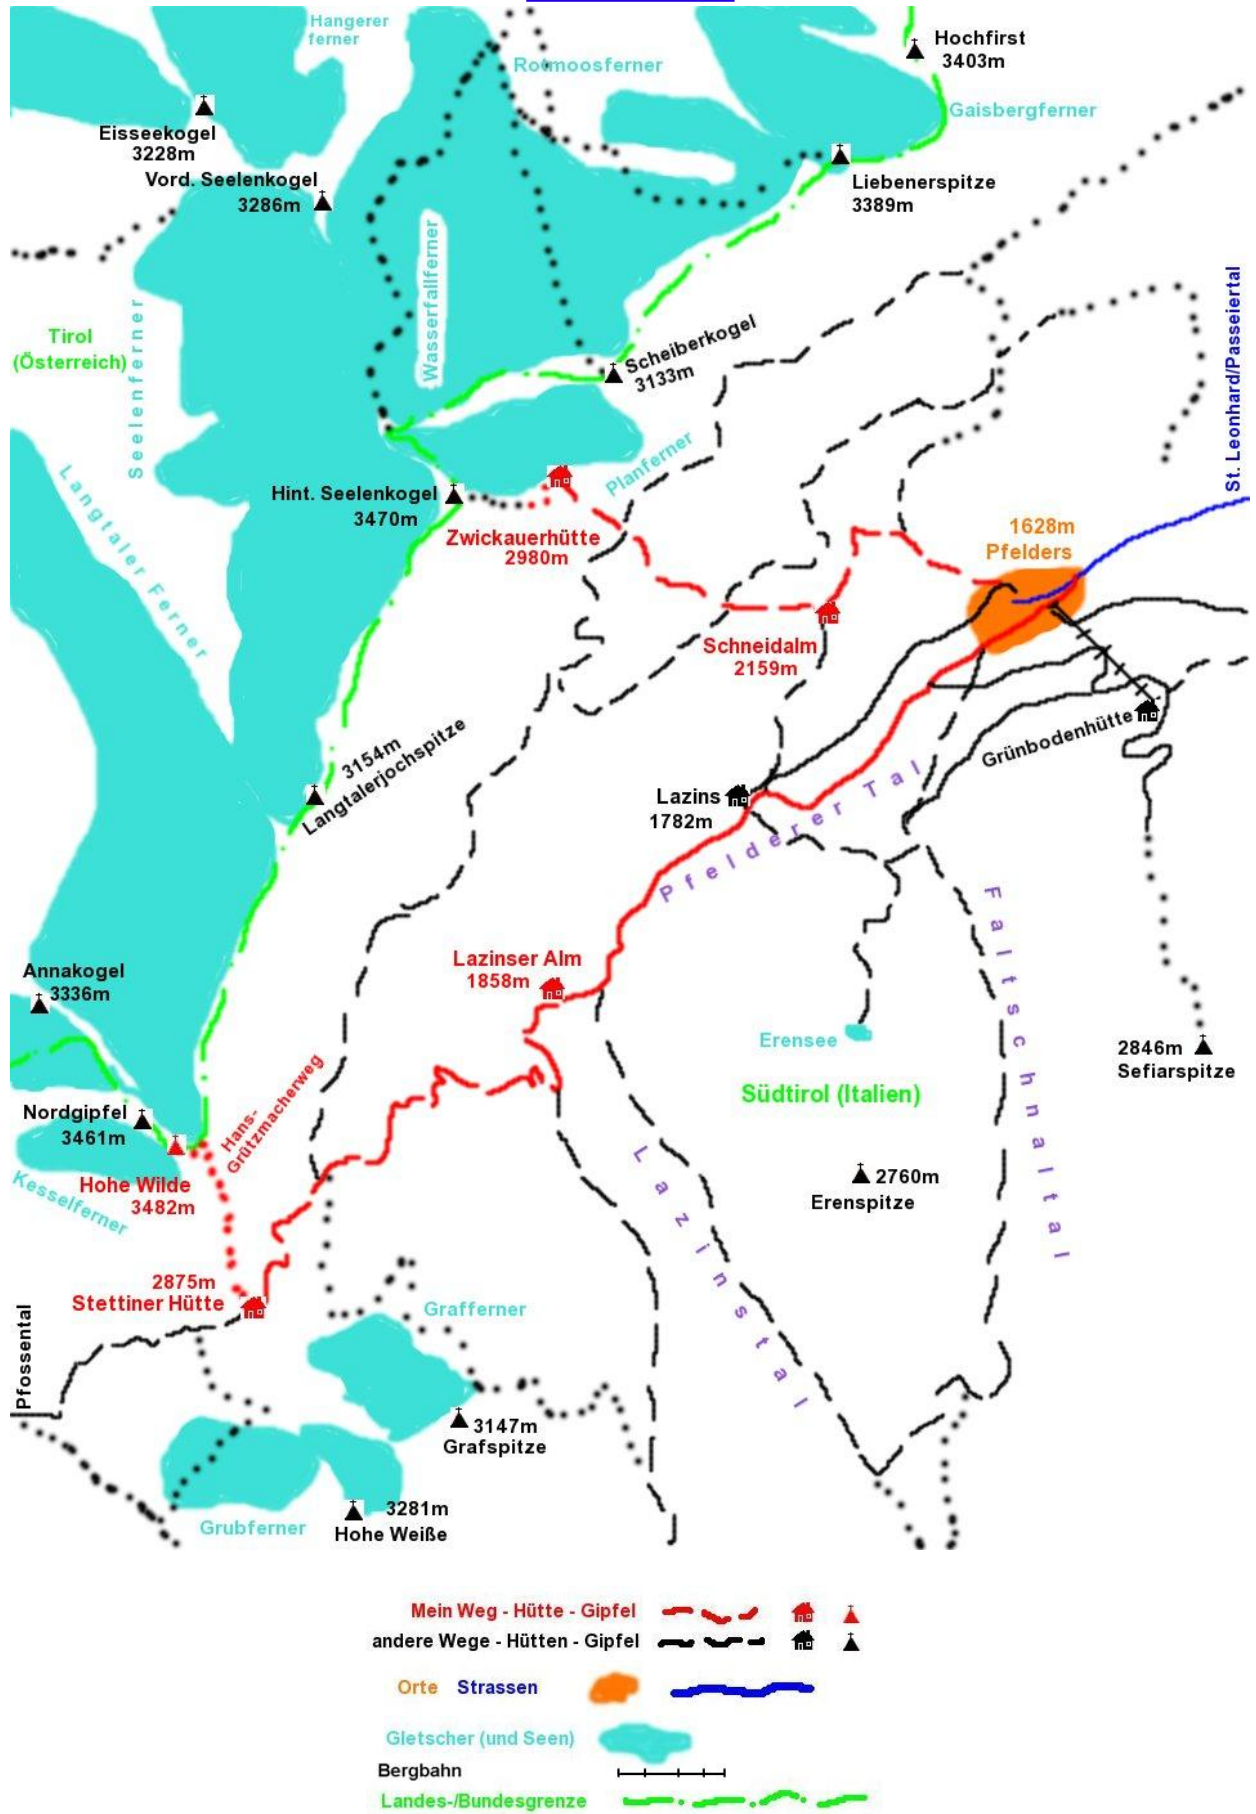 Hangerer
ferner
Rotmoosferner
Hochfirst
3403m
Gaisbergferner
Eisseekogel
3228m
Vord. Seelenkogel
3286m
Liebenerspitze
3389m
Wasserfallferner
Tirol
(Österreich)
Seelenferner
Scheiberkogel
3133m
St. Leonhard/Passeiertal
Langtaler Ferner
Planferner
Hint. Seelenkogel
3470m
Zwickauerhütte
2980m
1628m
Pfelders
Schneidalm
2159m
Grünbodenhütte
3154m
Langtalerjochspitze
Lazins
1782m
Pfelderer Tal
Faltschnaltal
Annakogel
3336m
Lazinser Alm
1858m
Erensee
2846m
Sefiarspitze
Südtirol (Italien)
Nordgipfel
3461m
Hans-
Grützmacherweg
Hohe Wilde
3482m
Kesselferner
Lazinstal
2760m
Erenspitze
2875m
Stettiner Hütte
Grafferner
Pfossental
3147m
Grafspitze
Grubferner
3281m
Hohe Weiße
Mein Weg - Hütte - Gipfel
andere Wege - Hütten - Gipfel
Orte Strassen
Gletscher (und Seen)
Bergbahn
Landes-/Bundesgrenze